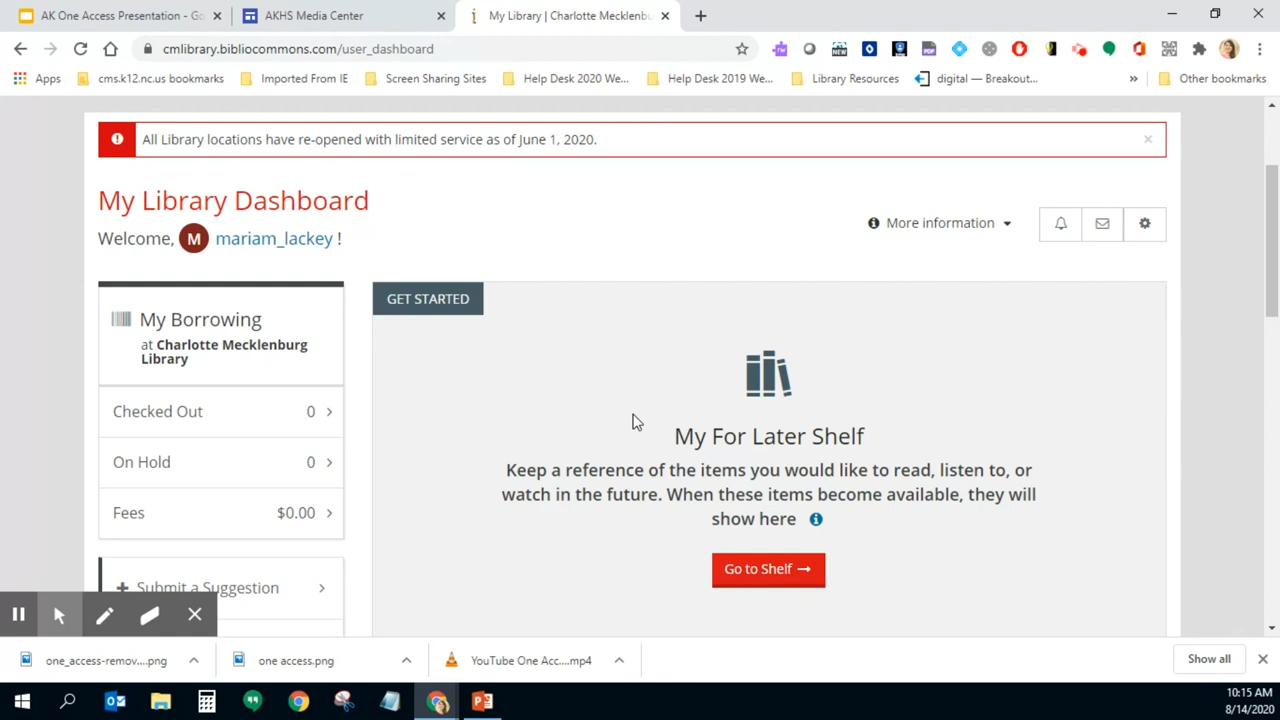 AK One Access Presentation - Go
AKHS Media Center
My Library | Charlotte Mecklenbu
cmlibrary.bibliocommons.com/user_dashboard
Apps
cms.k12.nc.us bookmarks
Imported From IE
Screen Sharing Sites
Help Desk 2020 We...
Help Desk 2019 We...
Library Resources
digital — Breakout...
Other bookmarks
All Library locations have re-opened with limited service as of June 1, 2020.
My Library Dashboard
Welcome, M mariam_lackey !
More information
My Borrowing
at Charlotte Mecklenburg
Library
Checked Out 0
On Hold 0
Fees $0.00
+ Submit a Suggestion
GET STARTED
My For Later Shelf
Keep a reference of the items you would like to read, listen to, or
watch in the future. When these items become available, they will
show here
Go to Shelf →
one_access-remov....png
one access.png
YouTube One Acc....mp4
Show all
10:15 AM
8/14/2020